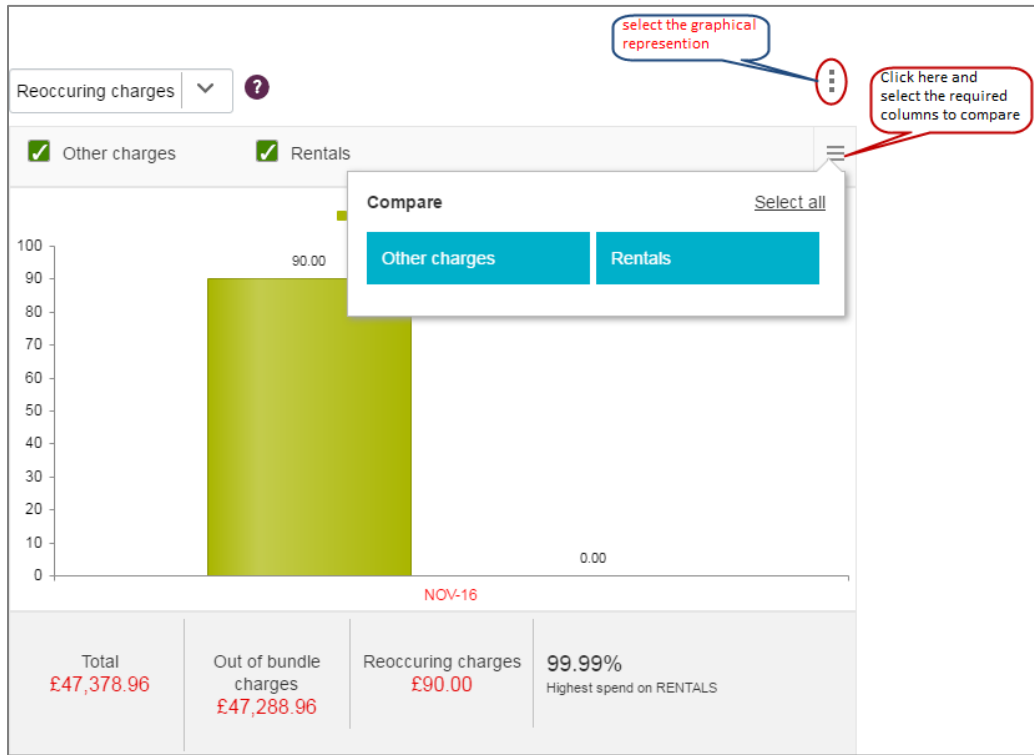 select the graphical
represention
Reoccuring charges
?
Click here and
select the required
columns to compare
Other charges
Rentals
Compare
Select all
Other charges
Rentals
100
90
80
70
60
50
40
30
20
10
0
90.00
0.00
NOV-16
Total
£47,378.96
Out of bundle
charges
£47,288.96
Reoccuring charges
£90.00
99.99%
Highest spend on RENTALS